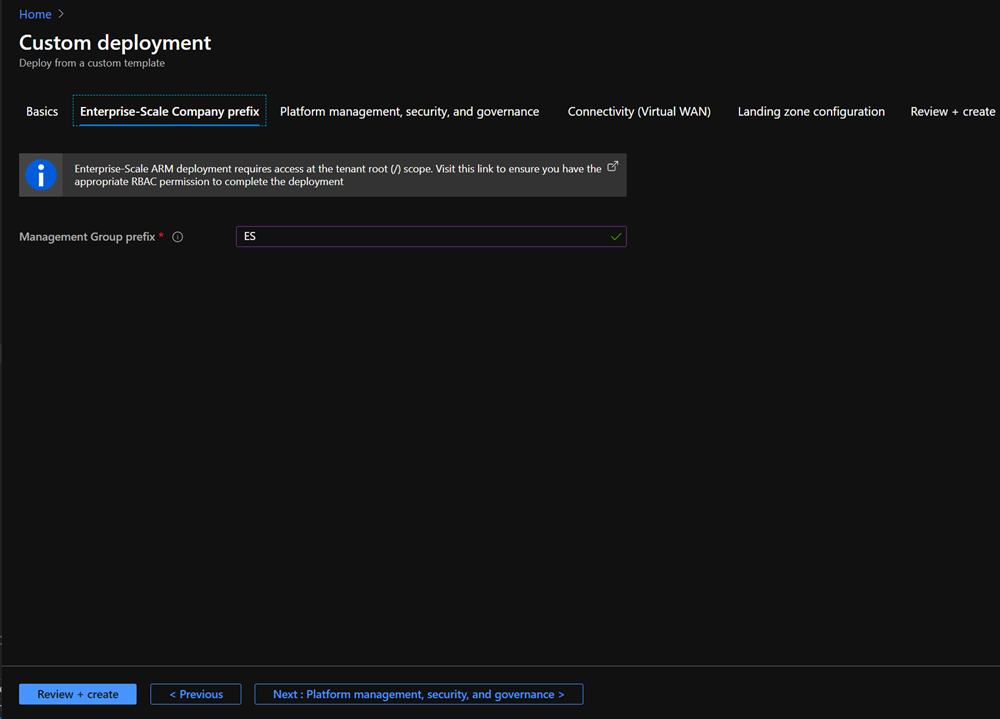 Home >
Custom deployment
Deploy from a custom template
Basics Enterprise-Scale Company prefix Platform management, security, and governance Connectivity (Virtual WAN) Landing zone configuration Review + create
Enterprise-Scale ARM deployment requires access at the tenant root (/) scope. Visit this link to ensure you have the
appropriate RBAC permission to complete the deployment
Management Group prefix * ES
Review + create < Previous Next : Platform management, security, and governance >